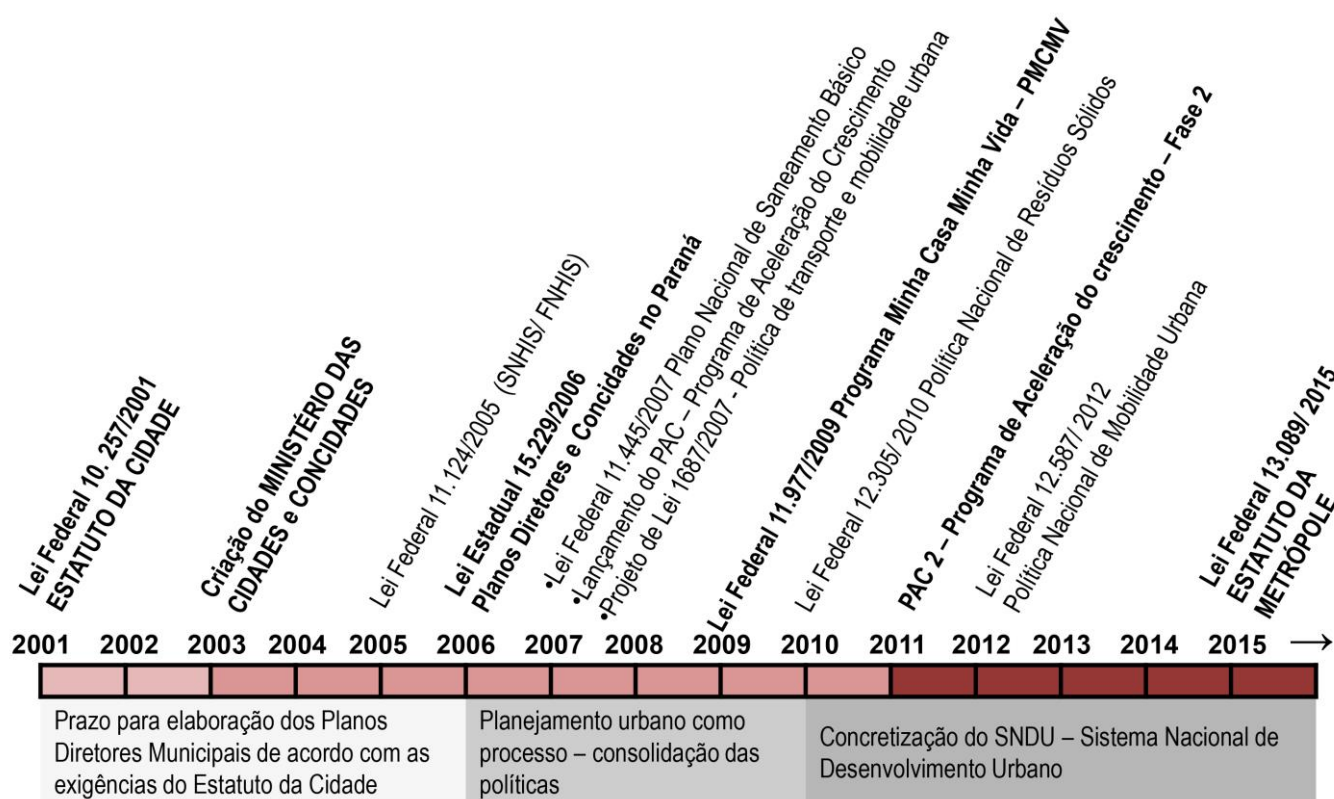 Lei Federal 10. 257/2001
ESTATUTO DA CIDADE
Criação do MINISTÉRIO DAS
CIDADES e CONCIDADES
Lei Federal 11.124/2005 (SNHIS/ FNHIS)
Lei Estadual 15.229/2006
Planos Diretores e Concidades no Paraná
•Lei Federal 11.445/2007 Plano Nacional de Saneamento Básico
•Lançamento do PAC – Programa de Aceleração do Crescimento
•Projeto de Lei 1687/2007 - Política de transporte e mobilidade urbana
Lei Federal 11.977/2009 Programa Minha Casa Minha Vida – PMCMV
Lei Federal 12.305/ 2010 Política Nacional de Resíduos Sólidos
PAC 2 – Programa de Aceleração do crescimento – Fase 2
Lei Federal 12.587/ 2012
Política Nacional de Mobilidade Urbana
Lei Federal 13.089/ 2015
ESTATUTO DA
METRÓPOLE
2001 2002 2003 2004 2005 2006 2007 2008 2009 2010 2011 2012 2013 2014 2015 →
Prazo para elaboração dos Planos
Diretores Municipais de acordo com as
exigências do Estatuto da Cidade
Planejamento urbano como
processo – consolidação das
políticas
Concretização do SNDU – Sistema Nacional de
Desenvolvimento Urbano